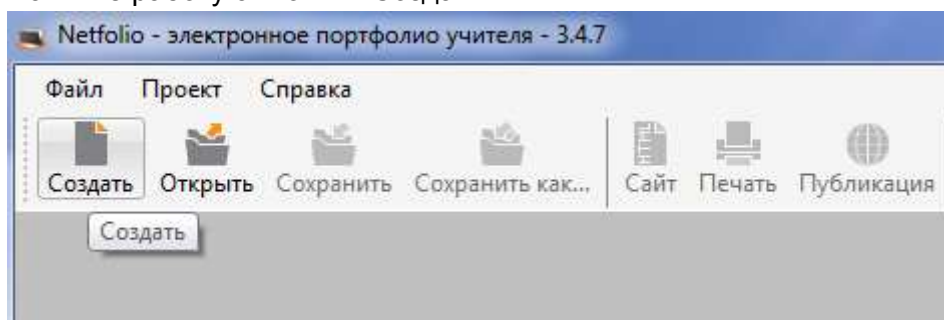 Netfolio - электронное портфолио учителя - 3.4.7
Файл Проект Справка
Создать Открыть Сохранить Сохранить как... Сайт Печать Публикация
Создать